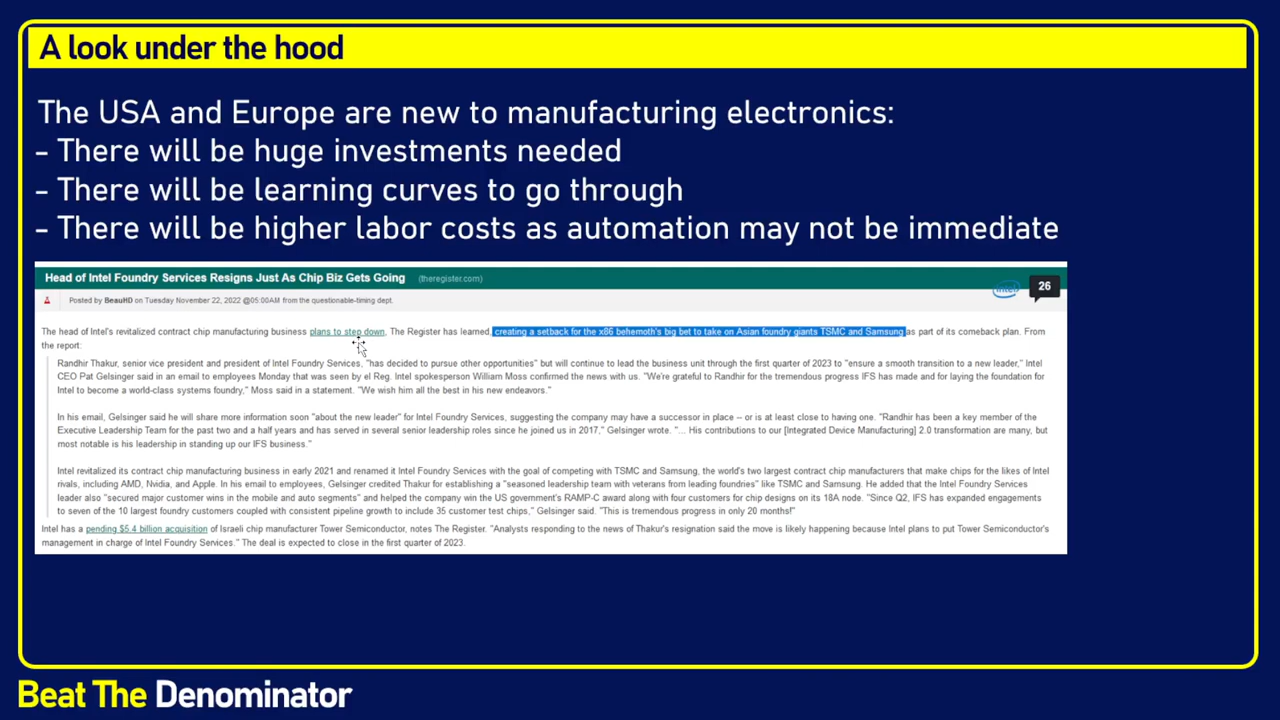 A look under the hood
The USA and Europe are new to manufacturing electronics:
- There will be huge investments needed
- There will be learning curves to go through
- There will be higher labor costs as automation may not be immediate
Head of Intel Foundry Services Resigns Just As Chip Biz Gets Going (theregister.com)
intel
26
Posted by BeauHD on Tuesday November 22, 2022 @05:00AM from the questionable-timing dept.
The head of Intel's revitalized contract chip manufacturing business plans to step down, The Register has learned, creating a setback for the x86 behemoth's big bet to take on Asian foundry giants TSMC and Samsung as part of its comeback plan. From
the report:
Randhir Thakur, senior vice president and president of Intel Foundry Services, "has decided to pursue other opportunities" but will continue to lead the business unit through the first quarter of 2023 to "ensure a smooth transition to a new leader," Intel
CEO Pat Gelsinger said in an email to employees Monday that was seen by el Reg. Intel spokesperson William Moss confirmed the news with us. "We're grateful to Randhir for the tremendous progress IFS has made and for laying the foundation for
Intel to become a world-class systems foundry," Moss said in a statement. "We wish him all the best in his new endeavors."
In his email, Gelsinger said he will share more information soon "about the new leader" for Intel Foundry Services, suggesting the company may have a successor in place – or is at least close to having one. "Randhir has been a key member of the
Executive Leadership Team for the past two and a half years and has served in several senior leadership roles since he joined us in 2017," Gelsinger wrote. "... His contributions to our [Integrated Device Manufacturing] 2.0 transformation are many, but
most notable is his leadership in standing up our IFS business."
Intel revitalized its contract chip manufacturing business in early 2021 and renamed it Intel Foundry Services with the goal of competing with TSMC and Samsung, the world's two largest contract chip manufacturers that make chips for the likes of Intel
rivals, including AMD, Nvidia, and Apple. In his email to employees, Gelsinger credited Thakur for establishing a "seasoned leadership team with veterans from leading foundries" like TSMC and Samsung. He added that the Intel Foundry Services
leader also "secured major customer wins in the mobile and auto segments" and helped the company win the US government's RAMP-C award along with four customers for chip designs on its 18A node. "Since Q2, IFS has expanded engagements
to seven of the 10 largest foundry customers coupled with consistent pipeline growth to include 35 customer test chips," Gelsinger said. "This is tremendous progress in only 20 months!"
Intel has a pending $5.4 billion acquisition of Israeli chip manufacturer Tower Semiconductor, notes The Register. "Analysts responding to the news of Thakur's resignation said the move is likely happening because Intel plans to put Tower Semiconductor's
management in charge of Intel Foundry Services." The deal is expected to close in the first quarter of 2023.
Beat The Denominator